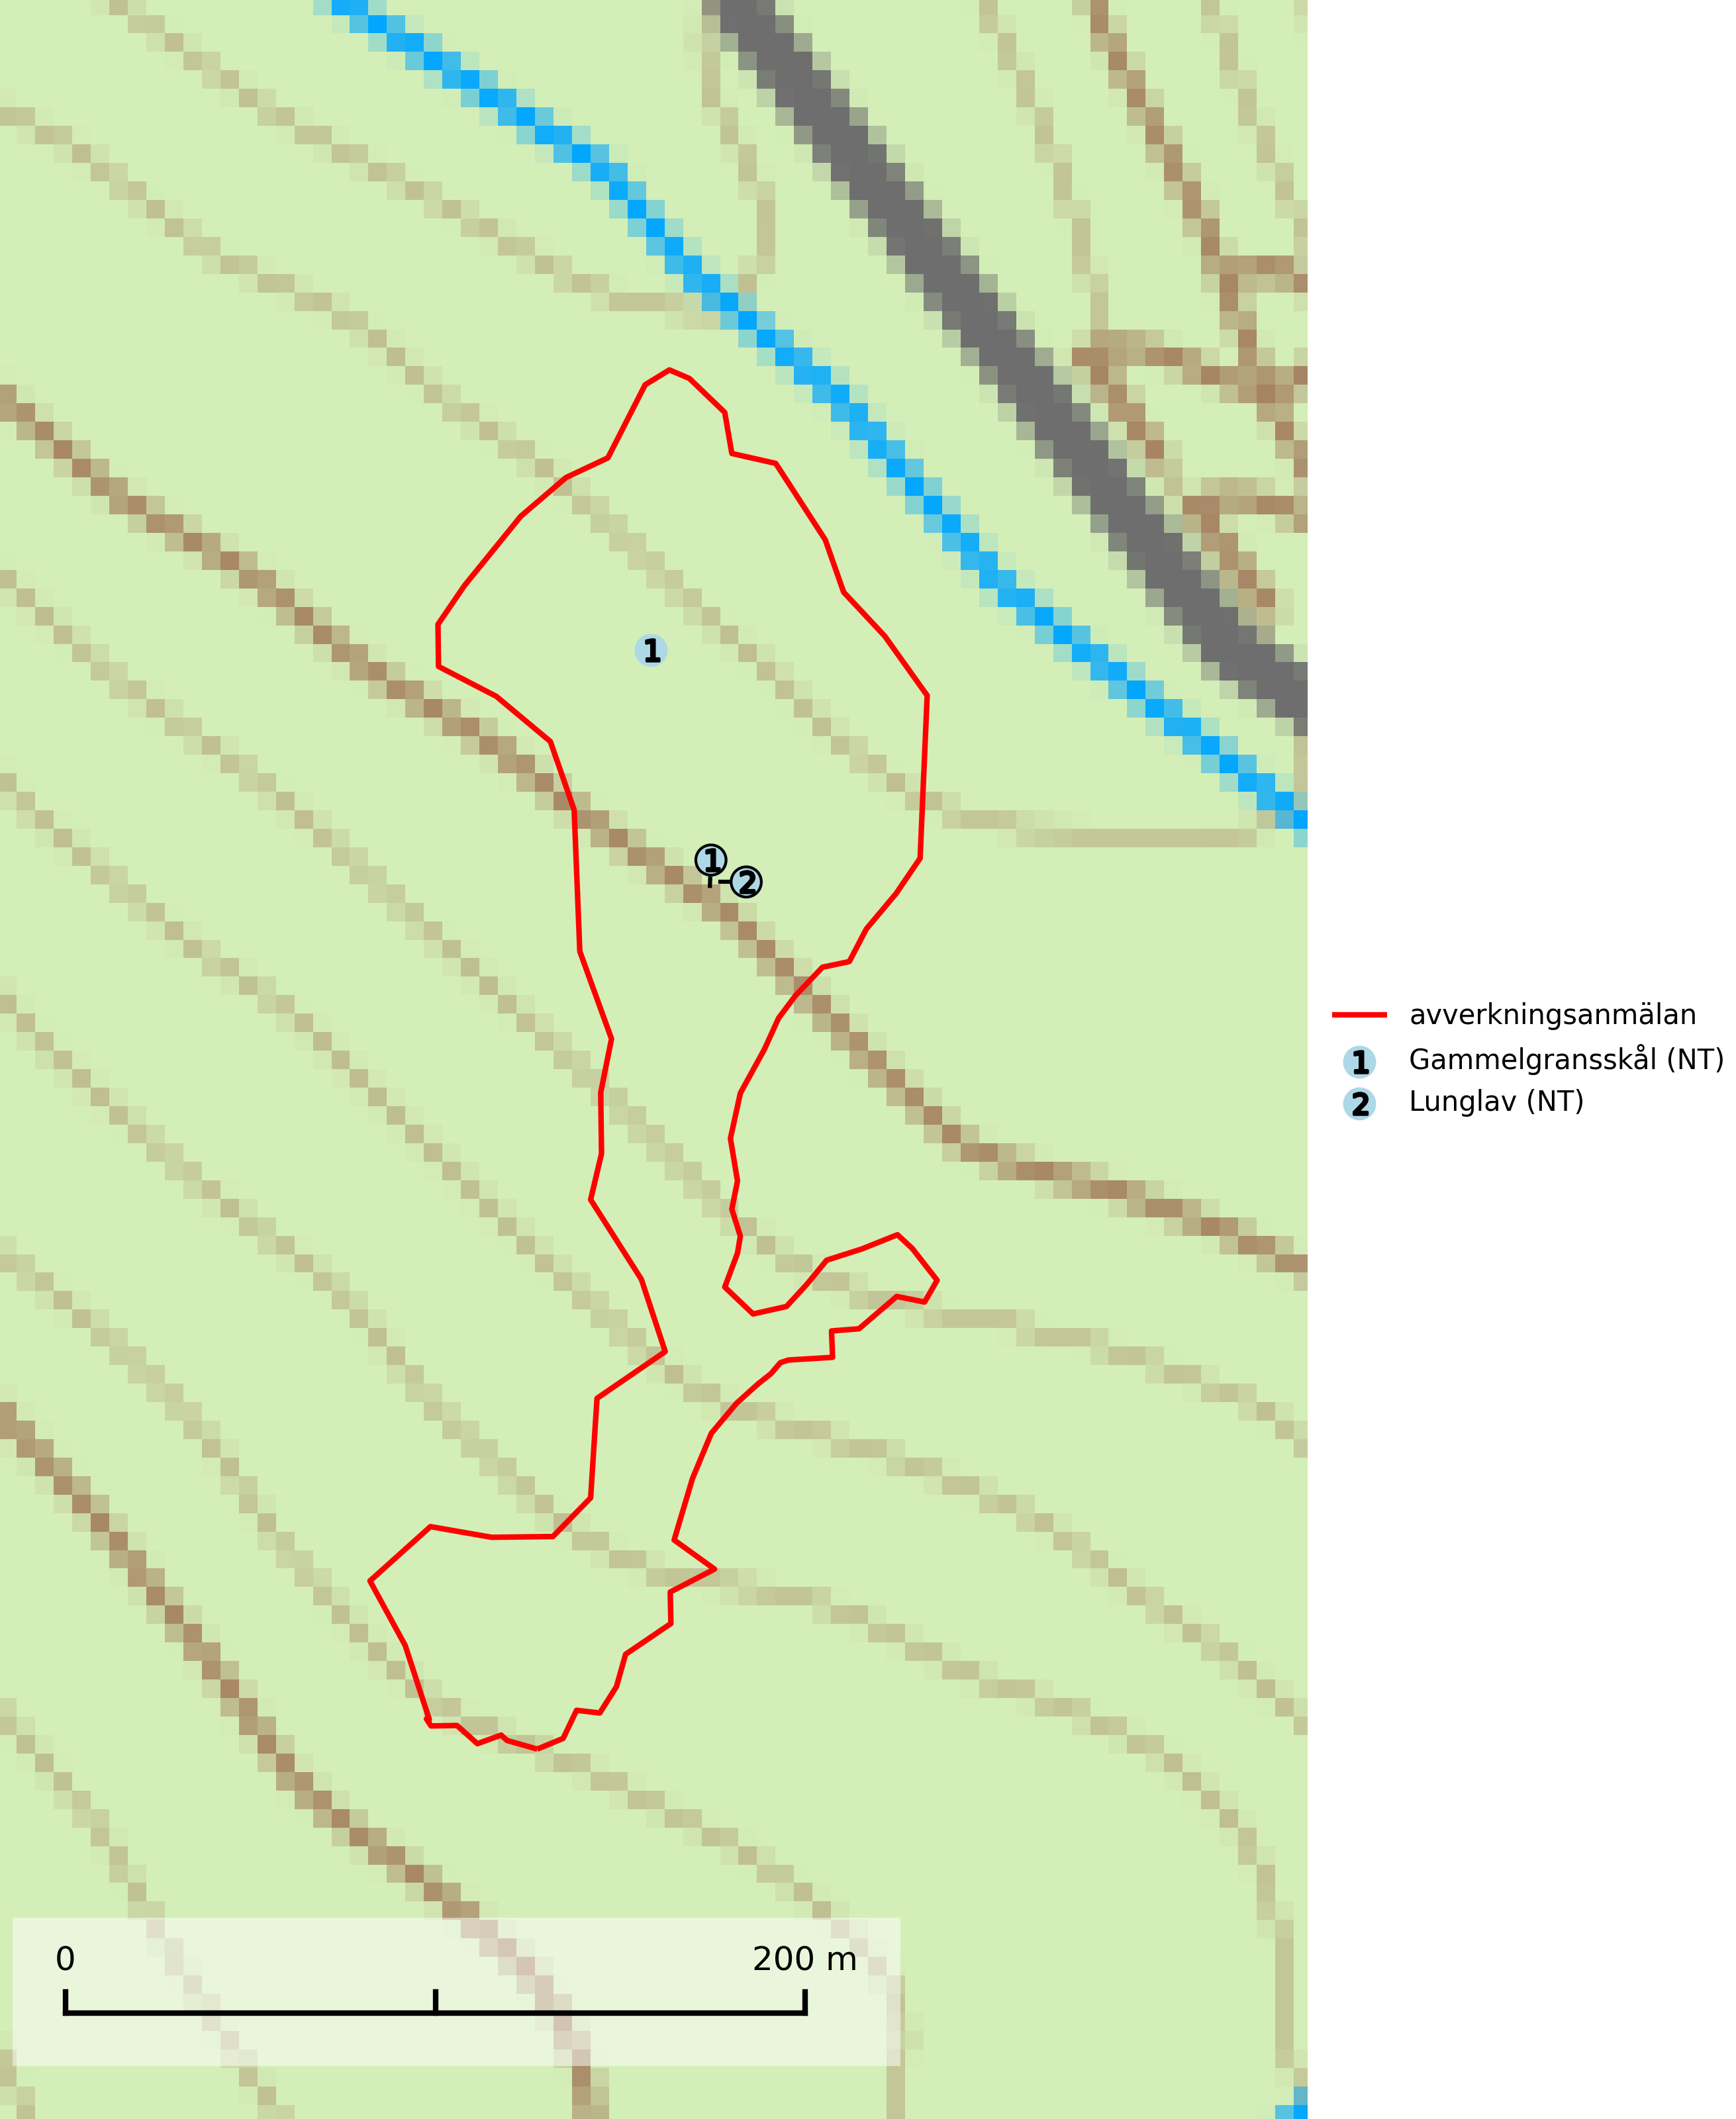 1
1
2
avverkningsanmälan
1 Gammelgransskål (NT)
2 Lunglav (NT)
0 200 m